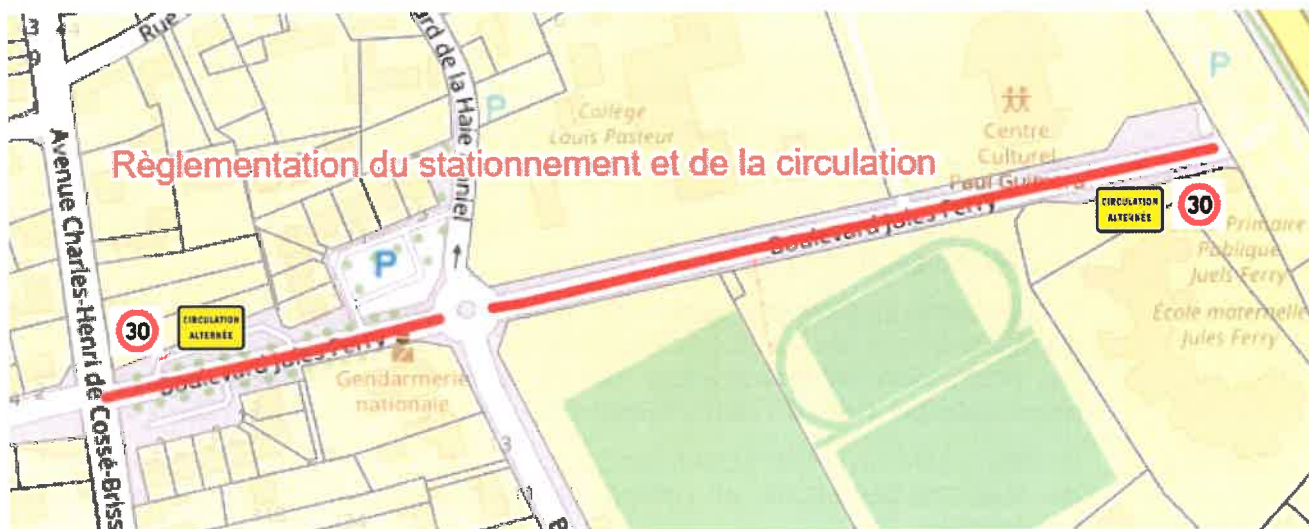 Rue
P
ard de la Haie
Collège
Louis Pasteur
Centre
Culturel
Règlementation du stationnement et de la circulation
Avenue Charles-Henri de Cossé-Briss
Boulevard Jules Ferry
CIRCULATION
ALTERNÉE
30
P
P
30
CIRCULATION
ALTERNÉE
Boulevard Jules Ferry
Gendarmerie
nationale
Primaire
Publique
Juels Ferry
École maternelle
Jules Ferry
3